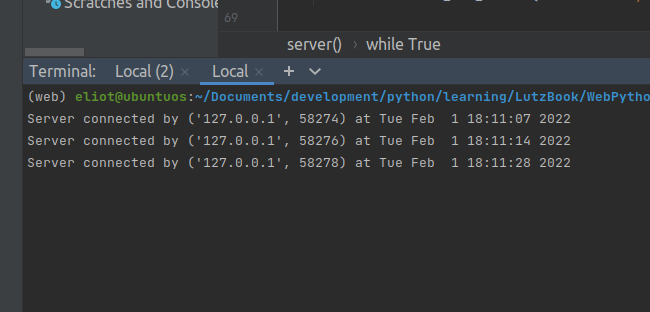 Scratches and Console
69
server() › while True
Terminal: Local (2) × Local × +
(web) eliot@ubuntuos:~/Documents/development/python/learning/LutzBook/WebPytho
Server connected by ('127.0.0.1', 58274) at Tue Feb  1 18:11:07 2022
Server connected by ('127.0.0.1', 58276) at Tue Feb  1 18:11:14 2022
Server connected by ('127.0.0.1', 58278) at Tue Feb  1 18:11:28 2022